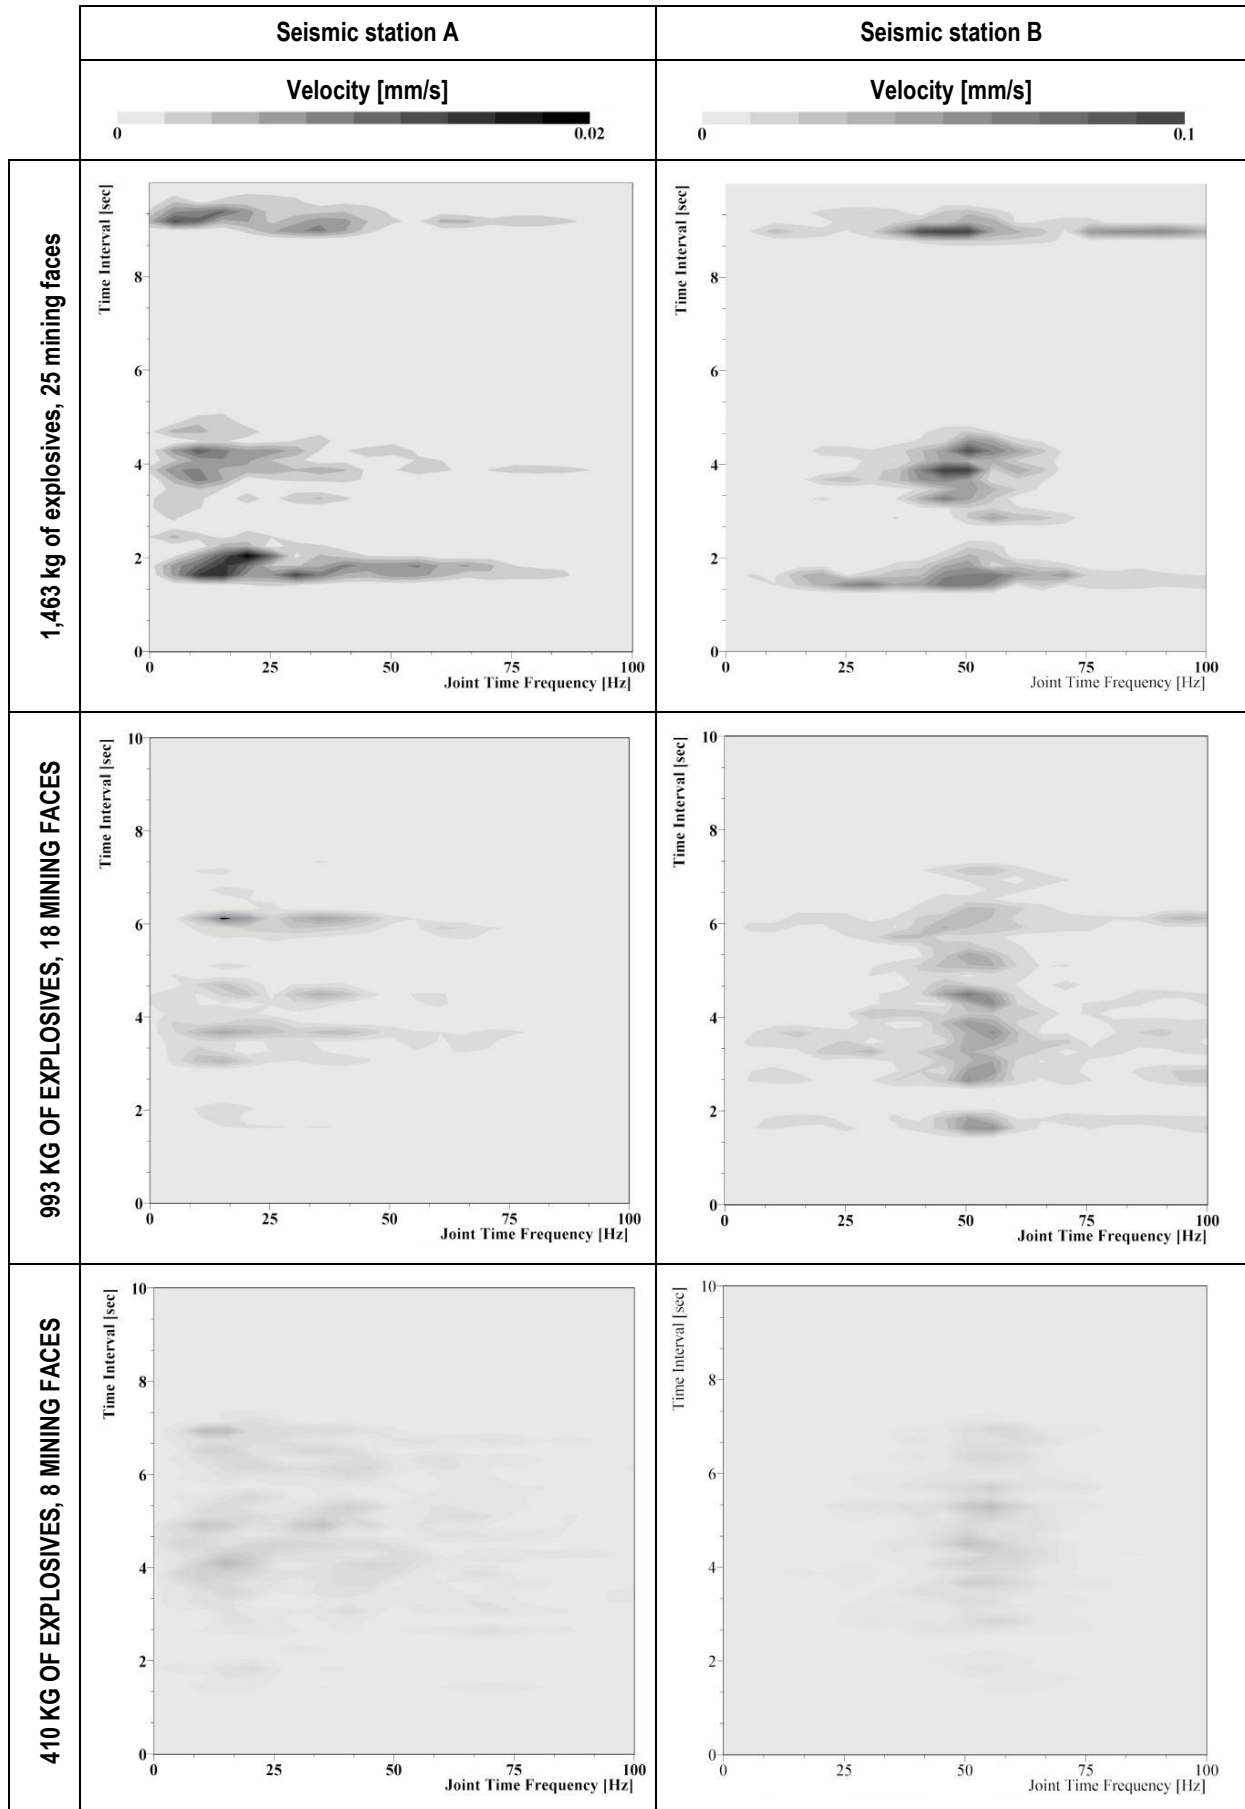 Seismic station A
Seismic station B
Velocity [mm/s]
Velocity [mm/s]
0 0.02
0 0.1
1,463 kg of explosives, 25 mining faces
Time Interval [sec]
8
6
4
2
0
0 25 50 75 100
Joint Time Frequency [Hz]
Time Interval [sec]
8
6
4
2
0
0 25 50 75 100
Joint Time Frequency [Hz]
993 KG OF EXPLOSIVES, 18 MINING FACES
Time Interval [sec]
10
8
6
4
2
0
0 25 50 75 100
Joint Time Frequency [Hz]
Time Interval [sec]
10
8
6
4
2
0
0 25 50 75 100
Joint Time Frequency [Hz]
410 KG OF EXPLOSIVES, 8 MINING FACES
Time Interval [sec]
10
8
6
4
2
0
0 25 50 75 100
Joint Time Frequency [Hz]
Time Interval [sec]
10
8
6
4
2
0
0 25 50 75 100
Joint Time Frequency [Hz]